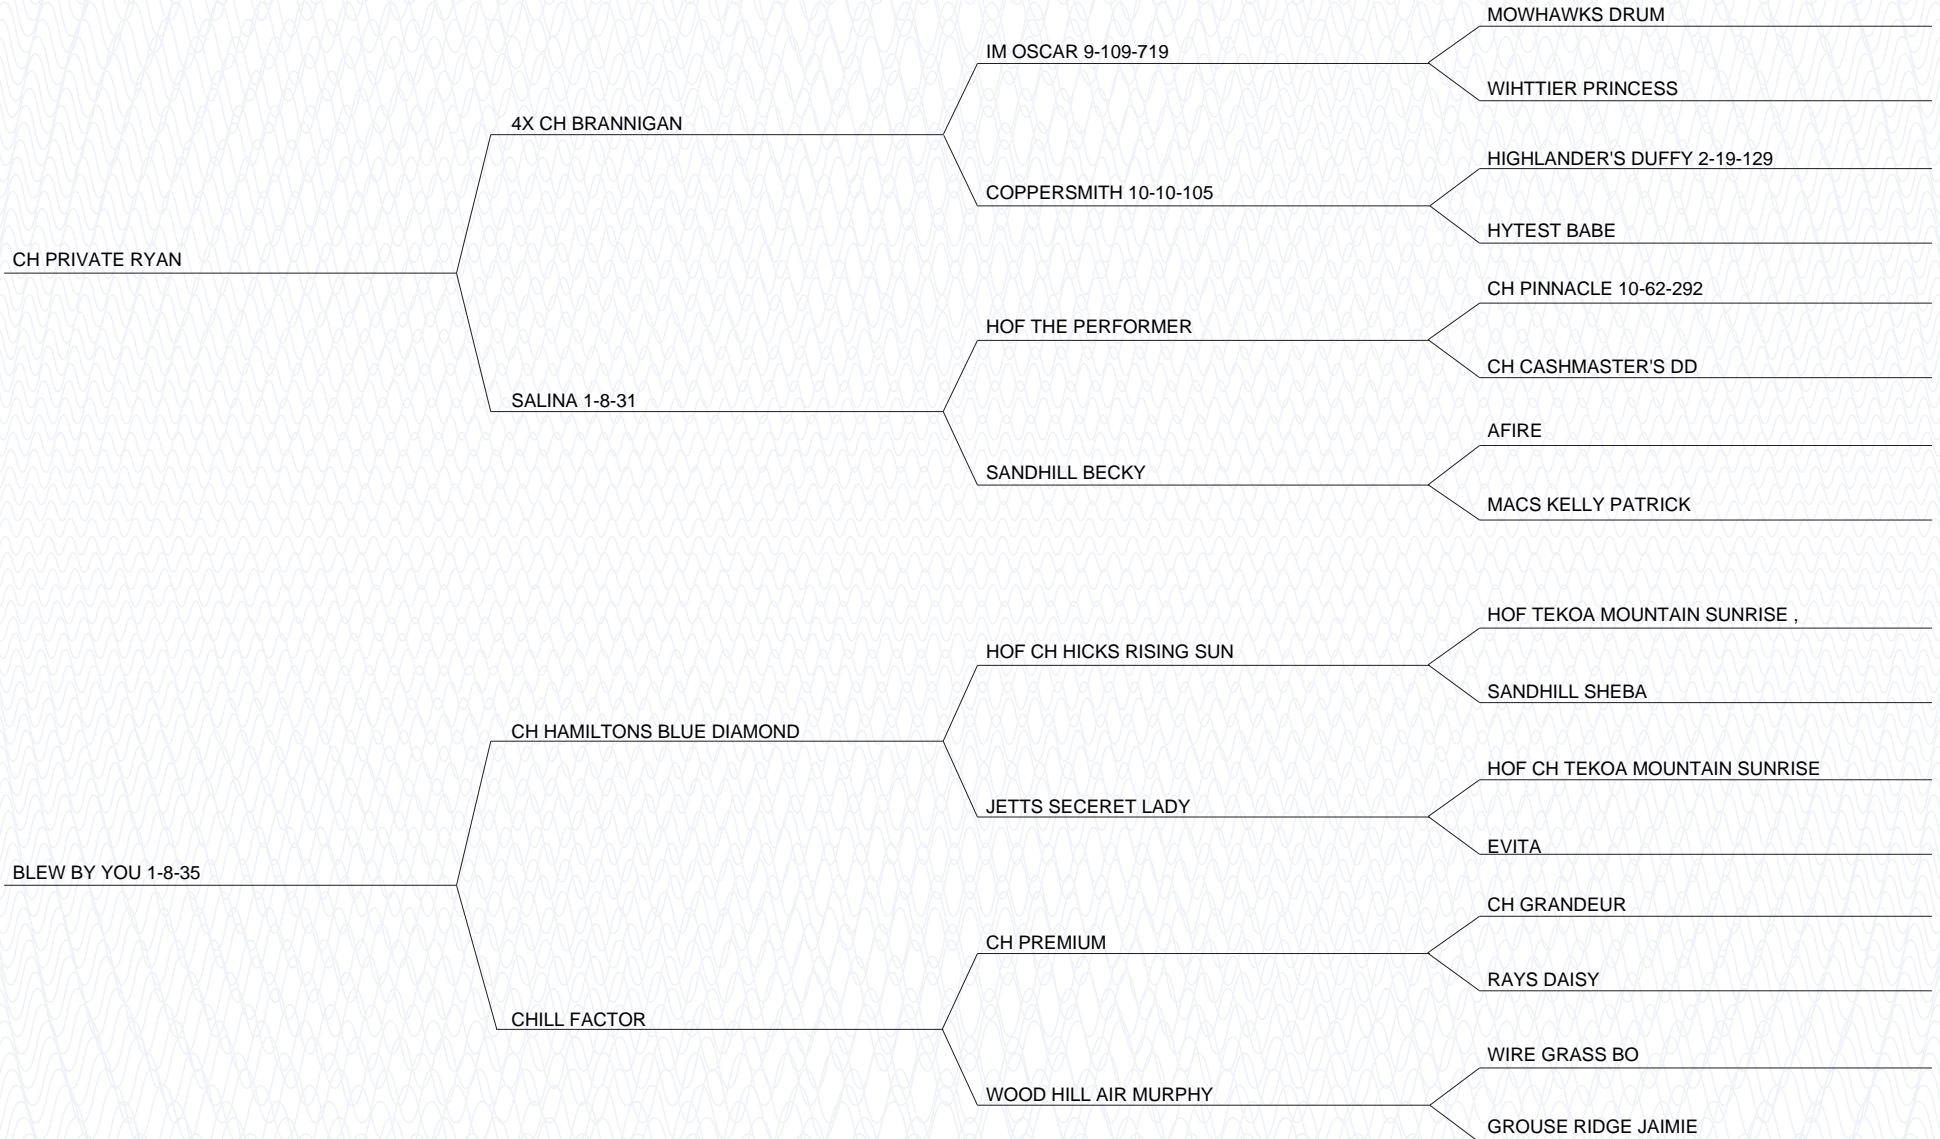 MOWHAWKS DRUM
IM OSCAR 9-109-719
WIHTTIER PRINCESS
4X CH BRANNIGAN
HIGHLANDER'S DUFFY 2-19-129
COPPERSMITH 10-10-105
HYTEST BABE
CH PRIVATE RYAN
CH PINNACLE 10-62-292
HOF THE PERFORMER
CH CASHMASTER'S DD
SALINA 1-8-31
AFIRE
SANDHILL BECKY
MACS KELLY PATRICK
HOF TEKOA MOUNTAIN SUNRISE ,
HOF CH HICKS RISING SUN
SANDHILL SHEBA
CH HAMILTONS BLUE DIAMOND
HOF CH TEKOA MOUNTAIN SUNRISE
JETTS SECERET LADY
EVITA
BLEW BY YOU 1-8-35
CH GRANDEUR
CH PREMIUM
RAYS DAISY
CHILL FACTOR
WIRE GRASS BO
WOOD HILL AIR MURPHY
GROUSE RIDGE JAIMIE